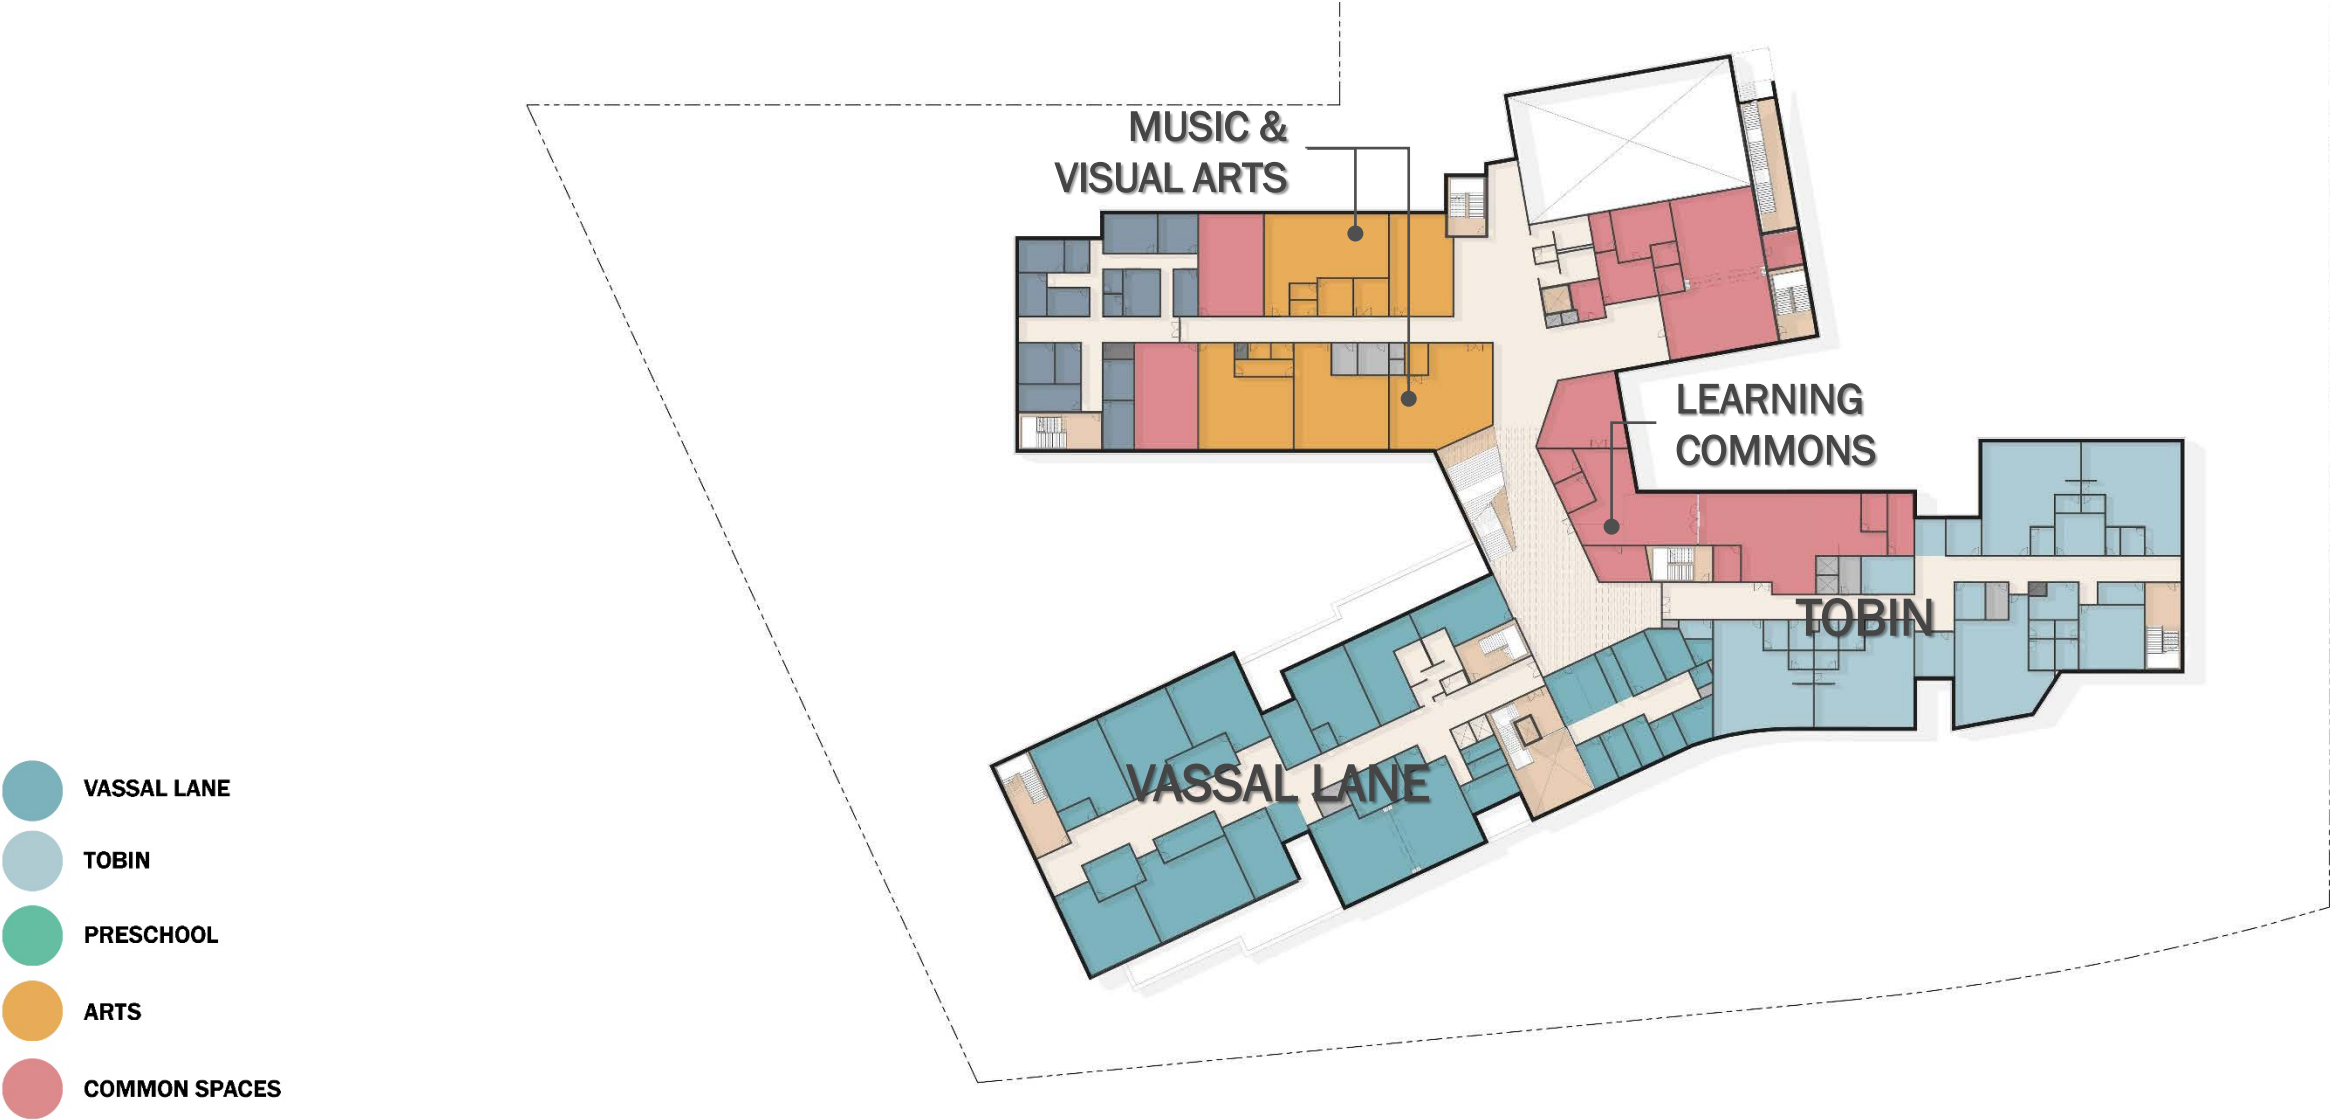 MUSIC &
VISUAL ARTS
LEARNING
COMMONS
TOBIN
VASSAL LANE
VASSAL LANE
TOBIN
PRESCHOOL
ARTS
COMMON SPACES